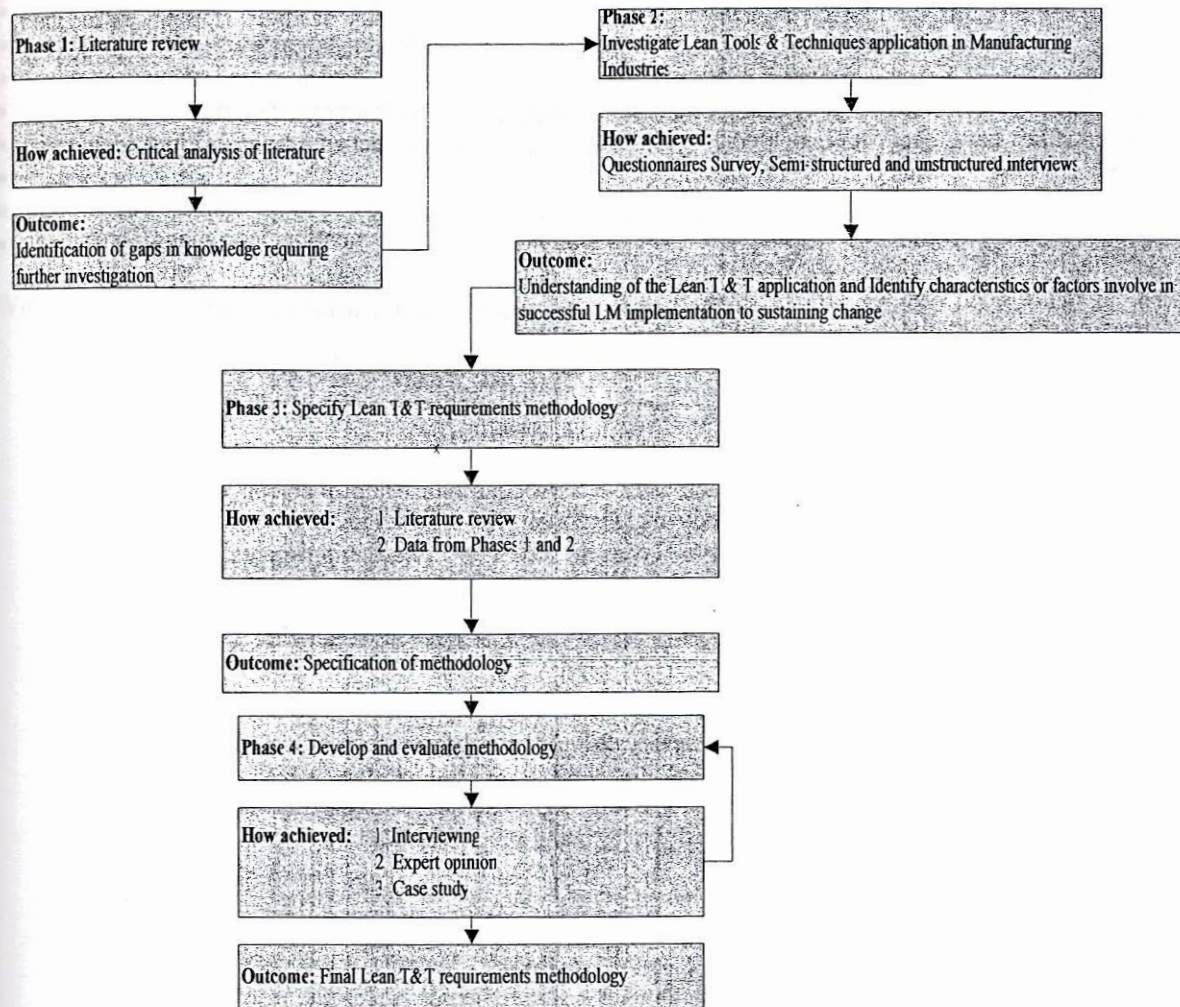 Phase 1: Literature review
How achieved: Critical analysis of literature
Outcome:
Identification of gaps in knowledge requiring
further investigation
Phase 2:
Investigate Lean Tools & Techniques application in Manufacturing
Industries
How achieved:
Questionnaires Survey, Semi-structured and unstructured interviews
Outcome:
Understanding of the Lean T & T application and Identify characteristics or factors involve in
successful LM implementation to sustaining change
Phase 3: Specify Lean T&T requirements methodology
How achieved: 1 Literature review
2 Data from Phases 1 and 2
Outcome: Specification of methodology
Phase 4: Develop and evaluate methodology
How achieved: 1 Interviewing
2 Expert opinion
3 Case study
Outcome: Final Lean T&T requirements methodology